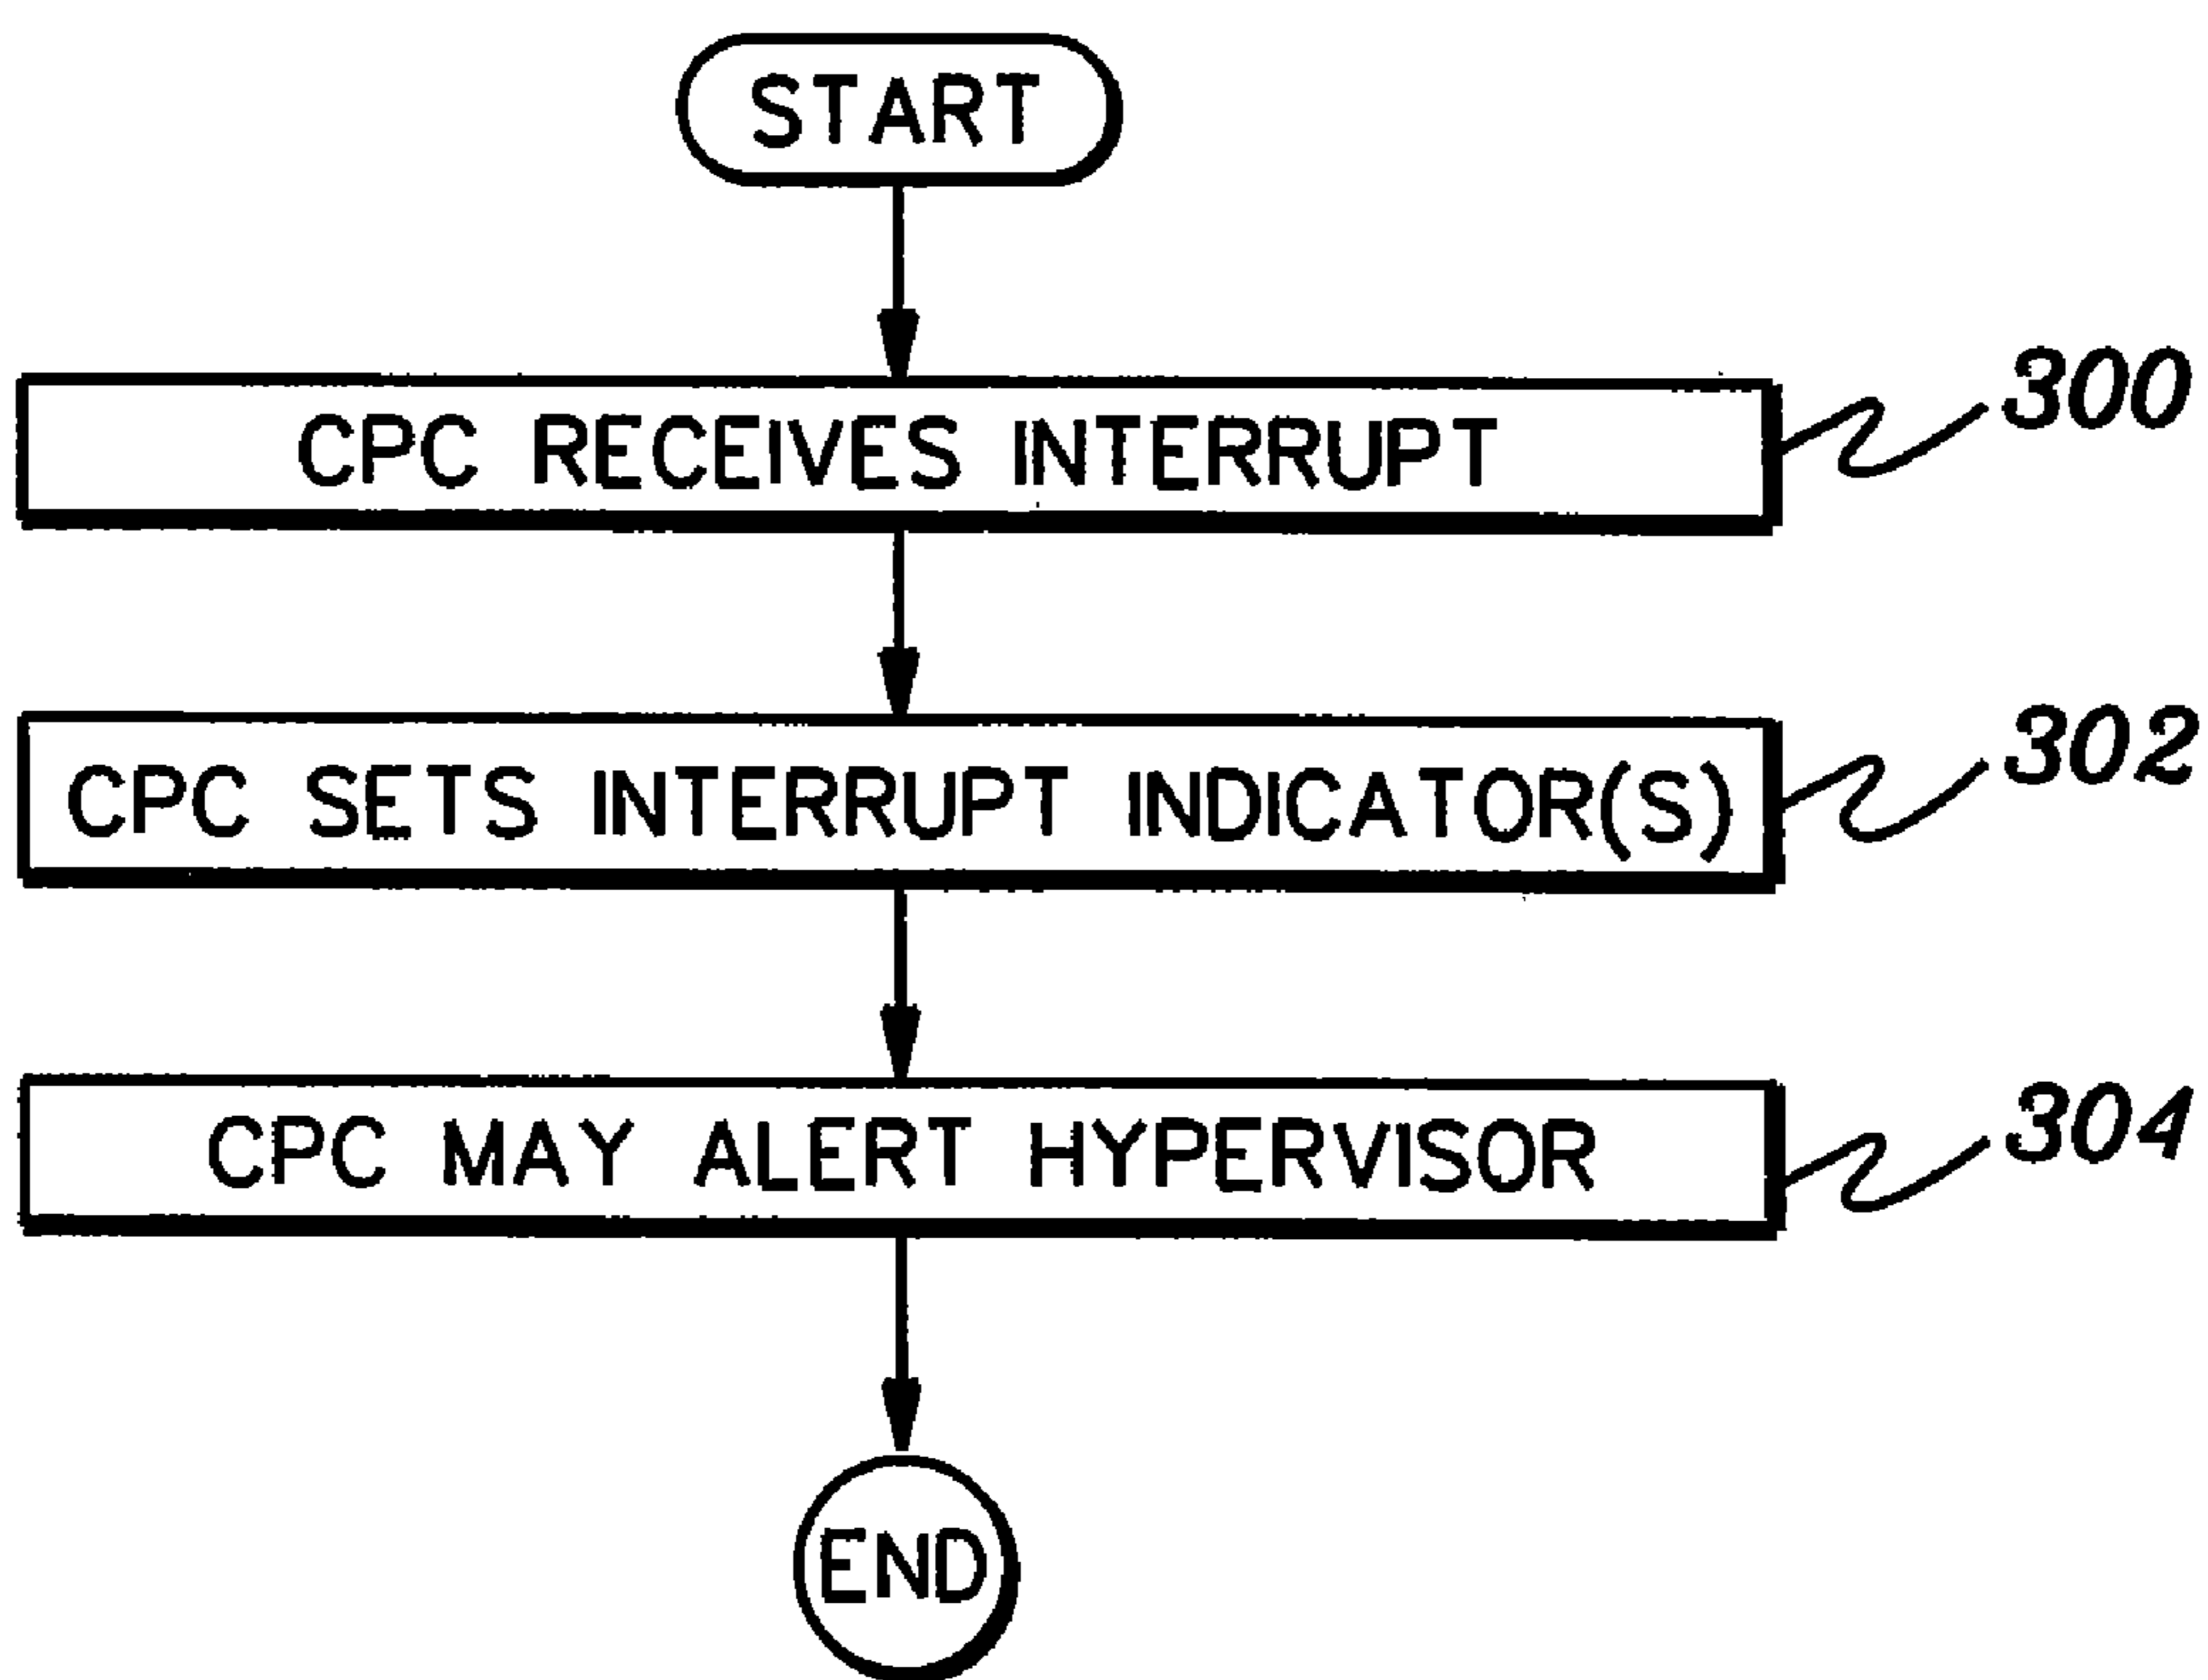 START
CPC RECEIVES INTERRUPT
300
CPC SETS INTERRUPT INDICATOR(S)
302
CPC MAY ALERT HYPERVISOR
304
END